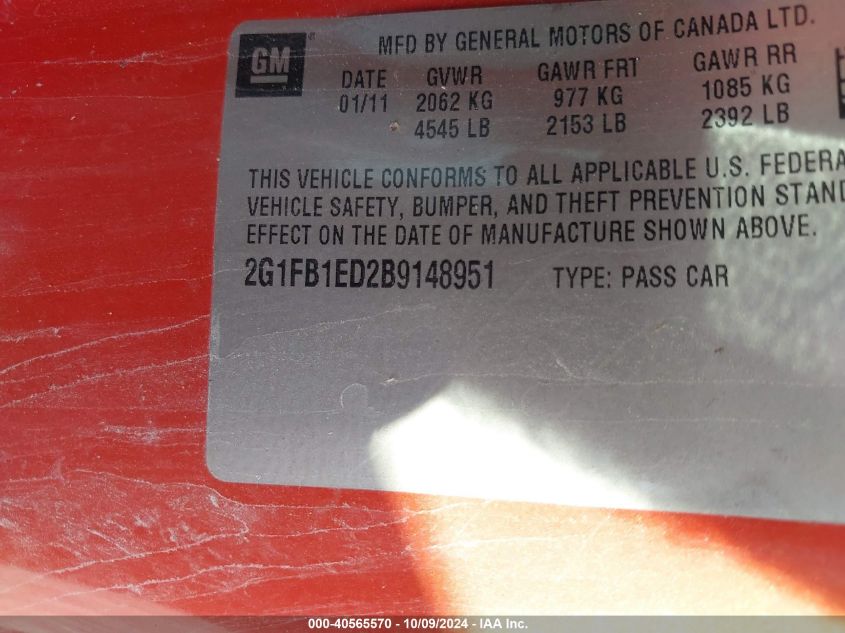 GM
MFD BY GENERAL MOTORS OF CANADA LTD.
DATE GVWR GAWR FRT GAWR RR
01/11 2062 KG 977 KG 1085 KG
4545 LB 2153 LB 2392 LB
THIS VEHICLE CONFORMS TO ALL APPLICABLE U.S. FEDERA
VEHICLE SAFETY, BUMPER, AND THEFT PREVENTION STAND
EFFECT ON THE DATE OF MANUFACTURE SHOWN ABOVE.
2G1FB1ED2B9148951 TYPE: PASS CAR
000-40565570 - 10/09/2024 - IAA Inc.